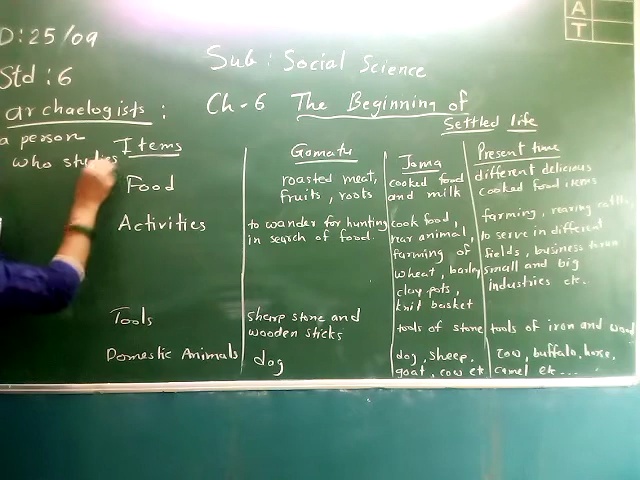 D: 25/09
Std: 6
Sub: Social Science
A
T
Ch-6 The Beginning of
Settled life
archaelogists:
a person
who studies
Items
Gomatu
Jama
Present time
Food
roasted meat,
fruits, roots
cooked food
and milk
different delicious
cooked food items
Activities
to wander for hunting
in search of food.
cook food,
rear animal,
farming of
wheat, barley
clay pots,
knit basket
farming, rearing cattle,
to serve in different
fields, business
small and big
industries etc.
Tools
sharp stone and
wooden sticks
tools of stone
tools of iron and wood
Domestic Animals
dog
dog, sheep,
goat, cow etc
cow, buffalo, horse,
camel etc....